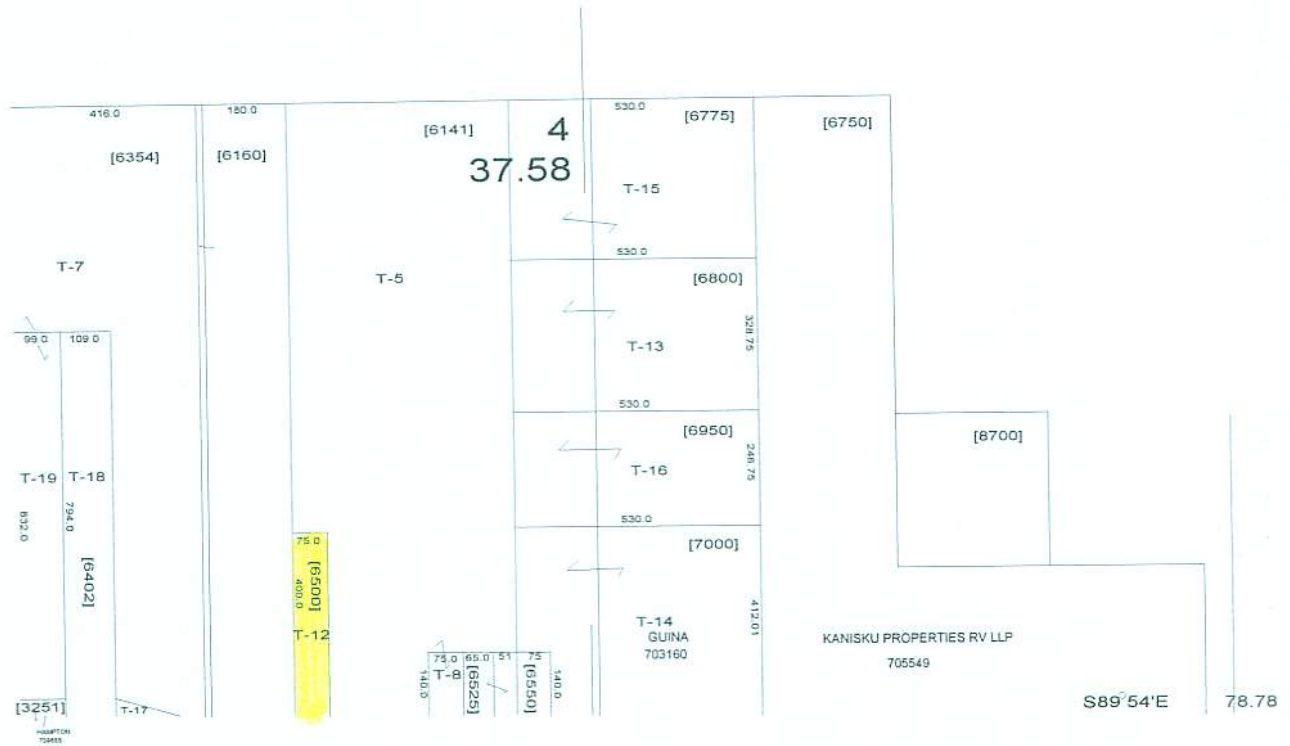 416.0
180.0
530.0
[6354]
[6160]
[6141]
4
37.58
[6775]
[6750]
T-15
T-7
T-5
530.0
[6800]
328.75
T-13
99.0
109.0
530.0
[6950]
246.75
T-16
[8700]
T-19
T-18
832.0
794.0
[6402]
530.0
[7000]
75.0
[6500]
400.0
T-12
412.01
T-14
GUINA
703160
KANISKU PROPERTIES RV LLP
705549
75.0
65.0
51
75
140.0
T-8
[6525]
[6550]
140.0
[3251]
T-17
S89°54'E
78.78